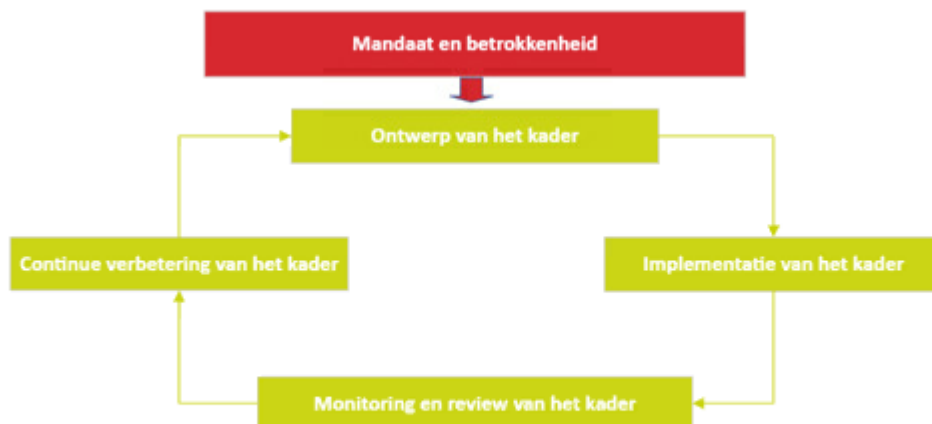 Mandaat en betrokkenheid
Ontwerp van het kader
Continue verbetering van het kader
Implementatie van het kader
Monitoring en review van het kader